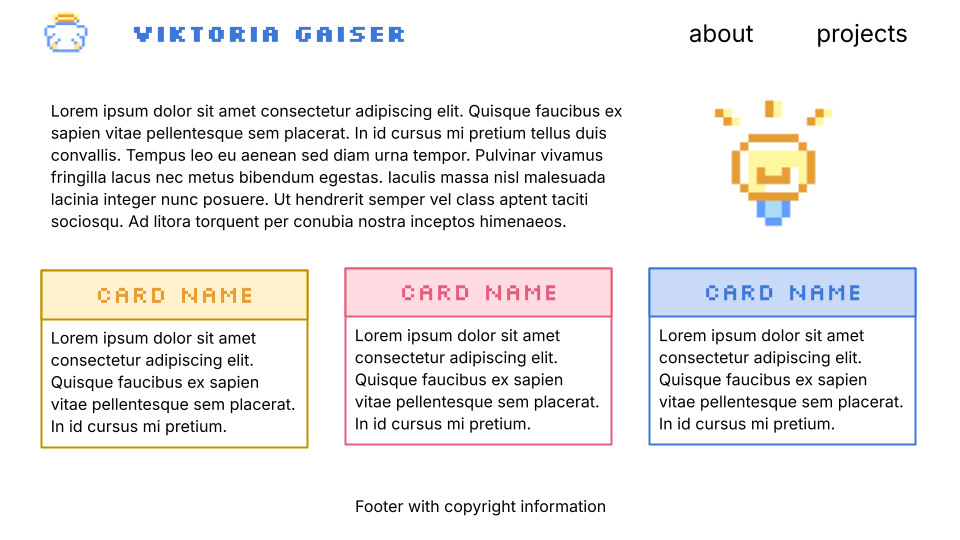 VIKTORIA GAISER
about
projects
Lorem ipsum dolor sit amet consectetur adipiscing elit. Quisque faucibus ex
sapien vitae pellentesque sem placerat. In id cursus mi pretium tellus duis
convallis. Tempus leo eu aenean sed diam urna tempor. Pulvinar vivamus
fringilla lacus nec metus bibendum egestas. Iaculis massa nisl malesuada
lacinia integer nunc posuere. Ut hendrerit semper vel class aptent taciti
sociosqu. Ad litora torquent per conubia nostra inceptos himenaeos.
CARD NAME
Lorem ipsum dolor sit amet
consectetur adipiscing elit.
Quisque faucibus ex sapien
vitae pellentesque sem placerat.
In id cursus mi pretium.
CARD NAME
Lorem ipsum dolor sit amet
consectetur adipiscing elit.
Quisque faucibus ex sapien
vitae pellentesque sem placerat.
In id cursus mi pretium.
CARD NAME
Lorem ipsum dolor sit amet
consectetur adipiscing elit.
Quisque faucibus ex sapien
vitae pellentesque sem placerat.
In id cursus mi pretium.
Footer with copyright information